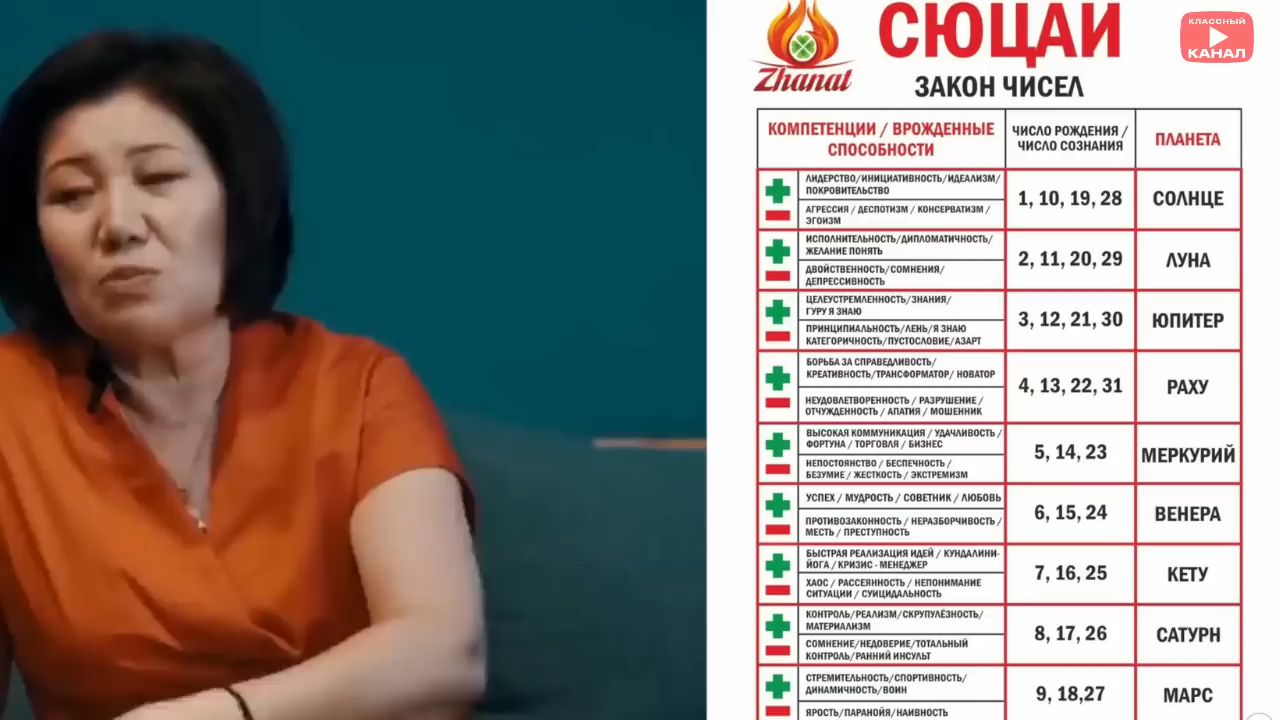 Zhanat
СЮЦАЙ
КЛАССНЫЙ
КАНАЛ
ЗАКОН ЧИСЕЛ
КОМПЕТЕНЦИИ / ВРОЖДЕННЫЕ
СПОСОБНОСТИ
ЧИСЛО РОЖДЕНИЯ /
ЧИСЛО СОЗНАНИЯ
ПЛАНЕТА
ЛИДЕРСТВО/ИНИЦИАТИВНОСТЬ/ИДЕАЛИЗМ/
ПОКРОВИТЕЛЬСТВО
АГРЕССИЯ / ДЕСПОТИЗМ / КОНСЕРВАТИЗМ /
ЭГОИЗМ
1, 10, 19, 28
СОЛНЦЕ
ИСПОЛНИТЕЛЬНОСТЬ/ДИПЛОМАТИЧНОСТЬ/
ЖЕЛАНИЕ ПОНЯТЬ
ДВОЙСТВЕННОСТЬ/СОМНЕНИЯ/
ДЕПРЕССИВНОСТЬ
2, 11, 20, 29
ЛУНА
ЦЕЛЕУСТРЕМЛЕННОСТЬ/ЗНАНИЯ/
ГУРУ Я ЗНАЮ
ПРИНЦИПИАЛЬНОСТЬ/ЛЕНЬ/Я ЗНАЮ
КАТЕГОРИЧНОСТЬ/ПУСТОСЛОВИЕ/АЗАРТ
3, 12, 21, 30
ЮПИТЕР
БОРЬБА ЗА СПРАВЕДЛИВОСТЬ/
КРЕАТИВНОСТЬ/ТРАНСФОРМАТОР/ НОВАТОР
НЕУДОВЛЕТВОРЕННОСТЬ / РАЗРУШЕНИЕ /
ОТЧУЖДЕННОСТЬ / АПАТИЯ / МОШЕННИК
4, 13, 22, 31
РАХУ
ВЫСОКАЯ КОММУНИКАЦИЯ / УДАЧЛИВОСТЬ /
ФОРТУНА / ТОРГОВЛЯ / БИЗНЕС
НЕПОСТОЯНСТВО / БЕСПЕЧНОСТЬ /
БЕЗУМИЕ / ЖЕСТКОСТЬ / ЭКСТРЕМИЗМ
5, 14, 23
МЕРКУРИЙ
УСПЕХ / МУДРОСТЬ / СОВЕТНИК / ЛЮБОВЬ
ПРОТИВОЗАКОННОСТЬ / НЕРАЗБОРЧИВОСТЬ /
МЕСТЬ / ПРЕСТУПНОСТЬ
6, 15, 24
ВЕНЕРА
БЫСТРАЯ РЕАЛИЗАЦИЯ ИДЕЙ / КУНДАЛИНИ-
ЙОГА / КРИЗИС - МЕНЕДЖЕР
ХАОС / РАССЕЯННОСТЬ / НЕПОНИМАНИЕ
СИТУАЦИИ / СУИЦИДАЛЬНОСТЬ
7, 16, 25
КЕТУ
КОНТРОЛЬ/РЕАЛИЗМ/СКРУПУЛЁЗНОСТЬ/
МАТЕРИАЛИЗМ
СОМНЕНИЕ/НЕДОВЕРИЕ/ТОТАЛЬНЫЙ
КОНТРОЛЬ/РАННИЙ ИНСУЛЬТ
8, 17, 26
САТУРН
СТРЕМИТЕЛЬНОСТЬ/СПОРТИВНОСТЬ/
ДИНАМИЧНОСТЬ/ВОИН
ЯРОСТЬ/ПАРАНОЙЯ/НАИВНОСТЬ
9, 18,27
МАРС